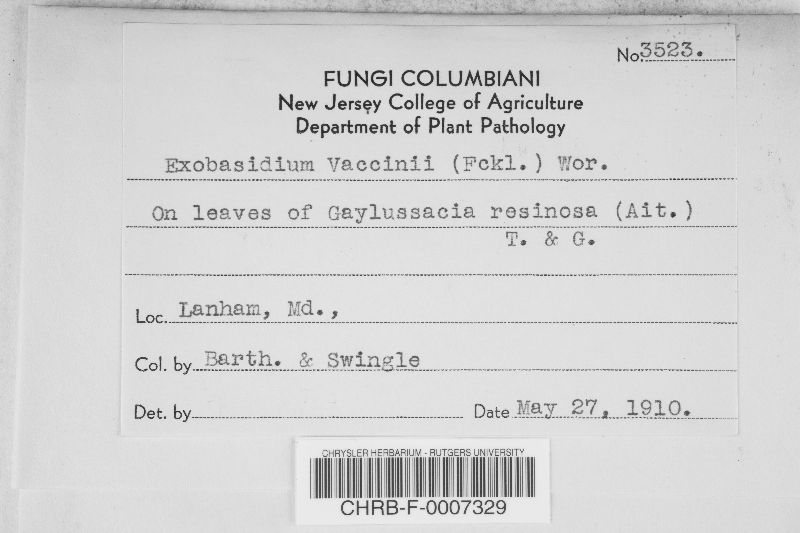 No. 3523.
FUNGI COLUMBIANI
New Jersey College of Agriculture
Department of Plant Pathology
Exobasidium Vaccinii (Fckl.) Wor.
On leaves of Gaylussacia resinosa (Ait.)
T. & G.
Loc. Lanham, Md.,
Col. by Barth. & Swingle
Det. by Date May 27, 1910.
CHRYSLER HERBARIUM - RUTGERS UNIVERSITY
CHRB-F-0007329